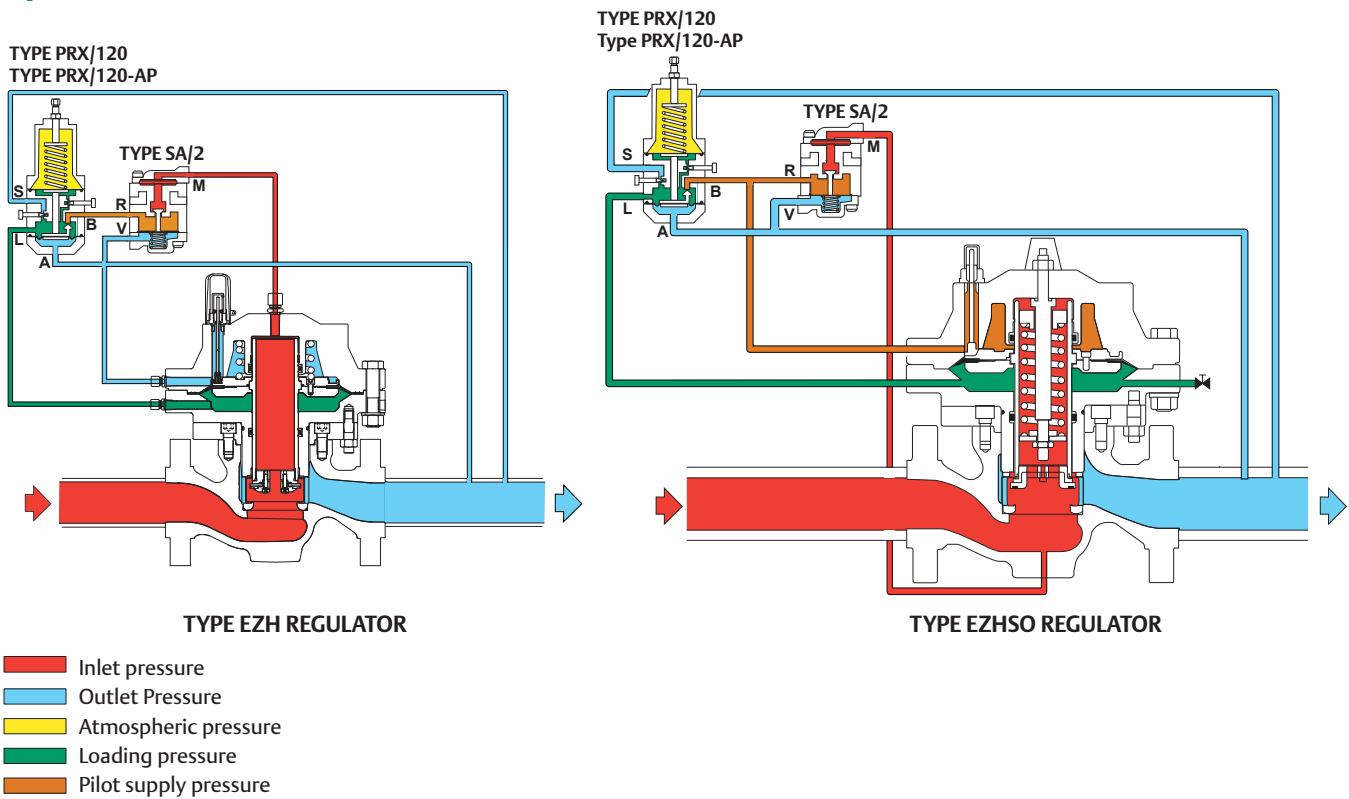 TYPE PRX/120
TYPE PRX/120-AP
TYPE SA/2
M
S
R
B
V
L
A
TYPE EZH REGULATOR
TYPE PRX/120
Type PRX/120-AP
TYPE SA/2
M
S
R
B
L
V
A
TYPE EZHSO REGULATOR
Inlet pressure
Outlet Pressure
Atmospheric pressure
Loading pressure
Pilot supply pressure